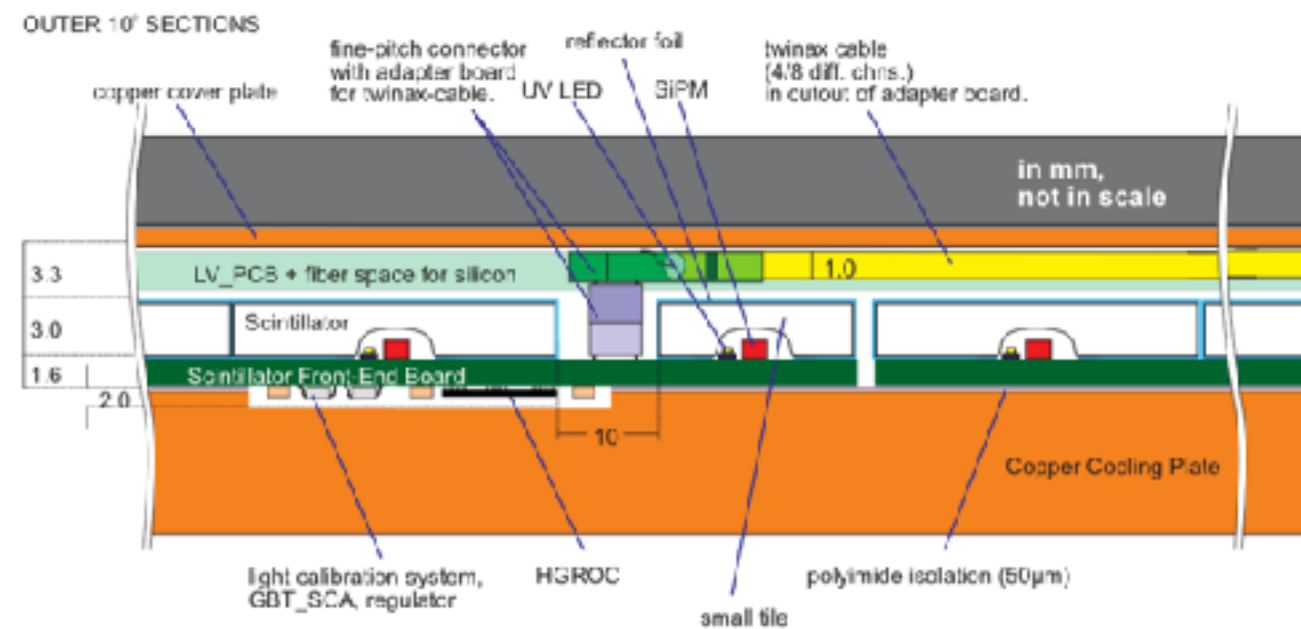 OUTER 10° SECTIONS
fine-pitch connector
with adapter board
for twinax-cable.
reflector foil
twinax cable
(4/8 diff. chns.)
in cutout of adapter board.
copper cover plate
UV LED
SiPM
in mm,
not in scale
3.3
LV_PCB + fiber space for silicon
1.0
3.0
Scintillator
1.6
Scintillator Front-End Board
2.0
10
Copper Cooling Plate
light calibration system,
GBT_SCA, regulator
HGROC
polyimide isolation (50µm)
small tile